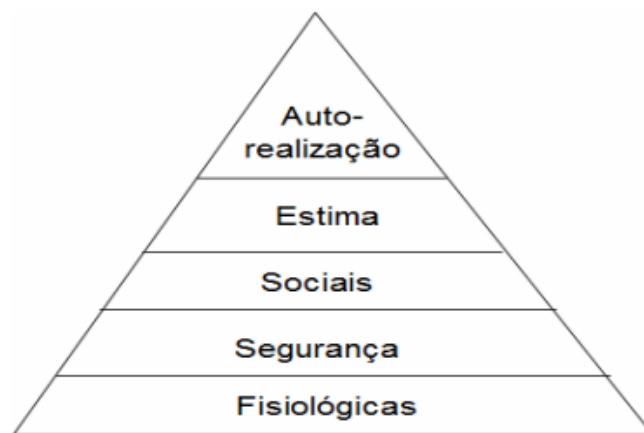 Auto-
realização
Estima
Sociais
Segurança
Fisiológicas